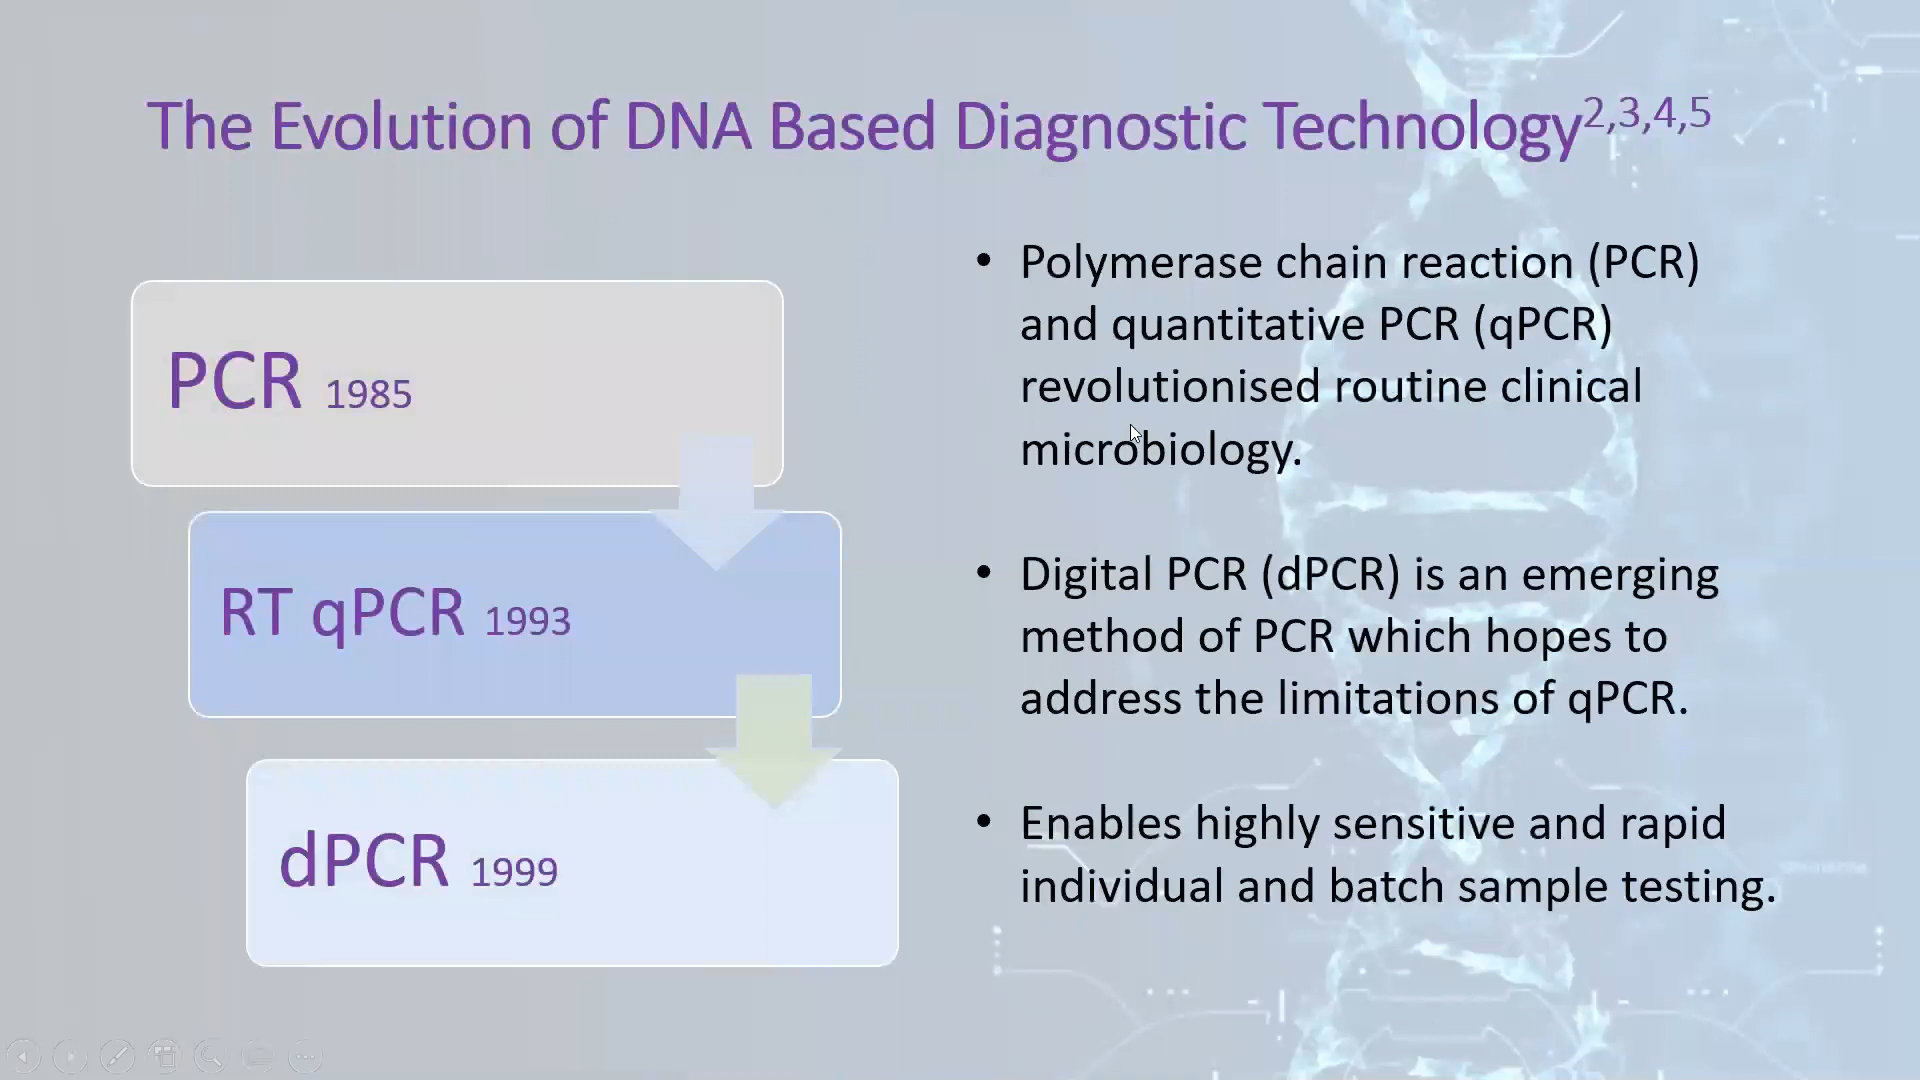 The Evolution of DNA Based Diagnostic Technology2,3,4,5
PCR 1985
RT qPCR 1993
dPCR 1999
• Polymerase chain reaction (PCR)
and quantitative PCR (qPCR)
revolutionised routine clinical
microbiology.
• Digital PCR (dPCR) is an emerging
method of PCR which hopes to
address the limitations of qPCR.
• Enables highly sensitive and rapid
individual and batch sample testing.